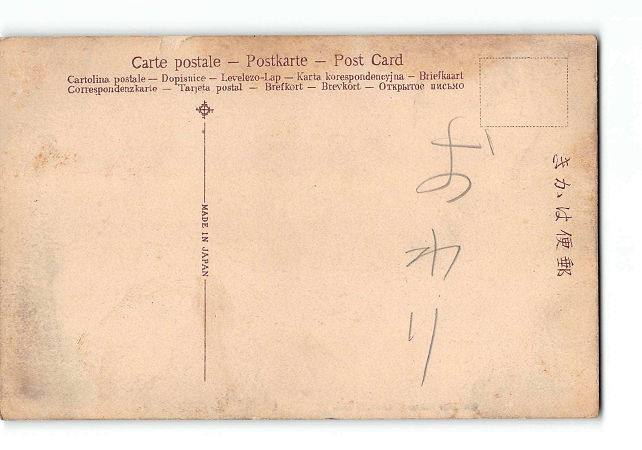 Carte postale — Postkarte — Post Card
Cartolina postale — Dopisnice — Levelezo-Lap — Karta korespondencyjna — Briefkaart
Correspondenzkarte — Tarjeta postal — Brefkort — Brevkort — Открытое письмо
MADE IN JAPAN
きかは便郵
おわり